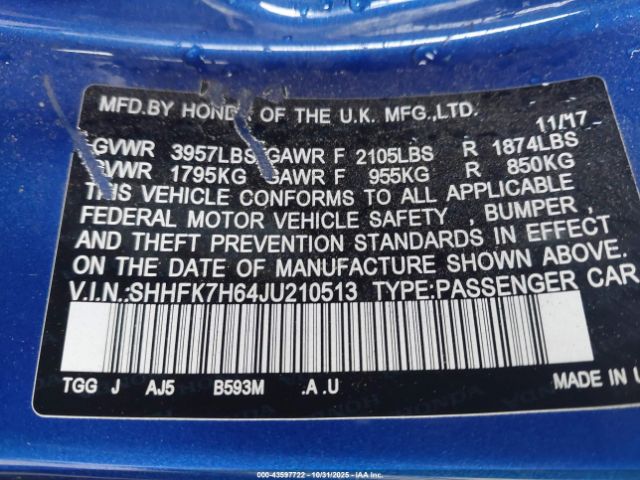 MFD.BY HONDA OF THE U.K. MFG.,LTD. 11/17
GVWR 3957LBS GAWR F 2105LBS R 1874LBS
GVWR 1795KG GAWR F 955KG R 850KG
THIS VEHICLE CONFORMS TO ALL APPLICABLE
FEDERAL MOTOR VEHICLE SAFETY , BUMPER ,
AND THEFT PREVENTION STANDARDS IN EFFECT
ON THE DATE OF MANUFACTURE SHOWN ABOVE.
V.I.N.:SHHFK7H64JU210513 TYPE:PASSENGER CAR
TGG J AJ5 B593M .A .U MADE IN U
HONDA
000-43597722 - 10/31/2025 - IAA Inc.